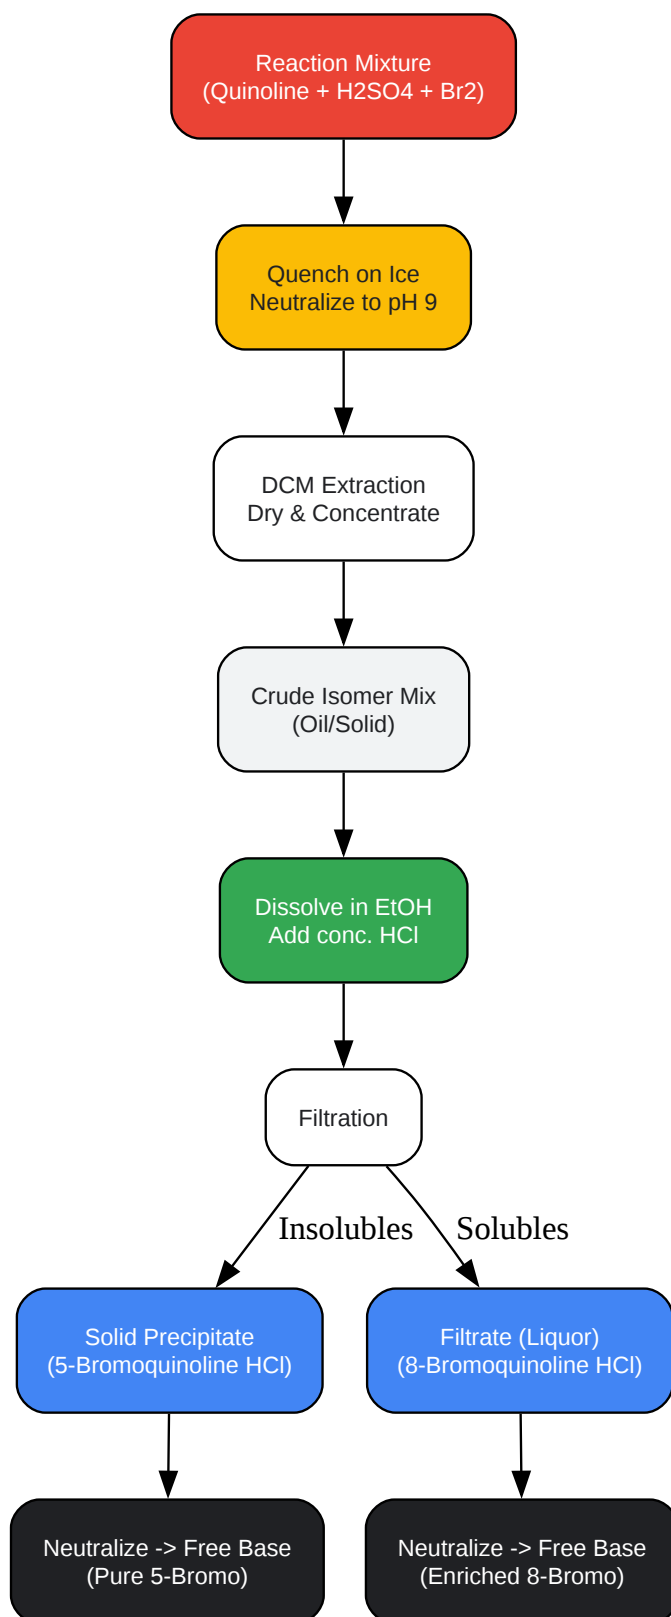 Reaction Mixture
(Quinoline + H2SO4 + Br2)
Quench on Ice
Neutralize to pH 9
DCM Extraction
Dry & Concentrate
Crude Isomer Mix
(Oil/Solid)
Dissolve in EtOH
Add conc. HCl
Filtration
Insolubles
Solubles
Solid Precipitate
(5-Bromoquinoline HCl)
Filtrate (Liquor)
(8-Bromoquinoline HCl)
Neutralize -> Free Base
(Pure 5-Bromo)
Neutralize -> Free Base
(Enriched 8-Bromo)